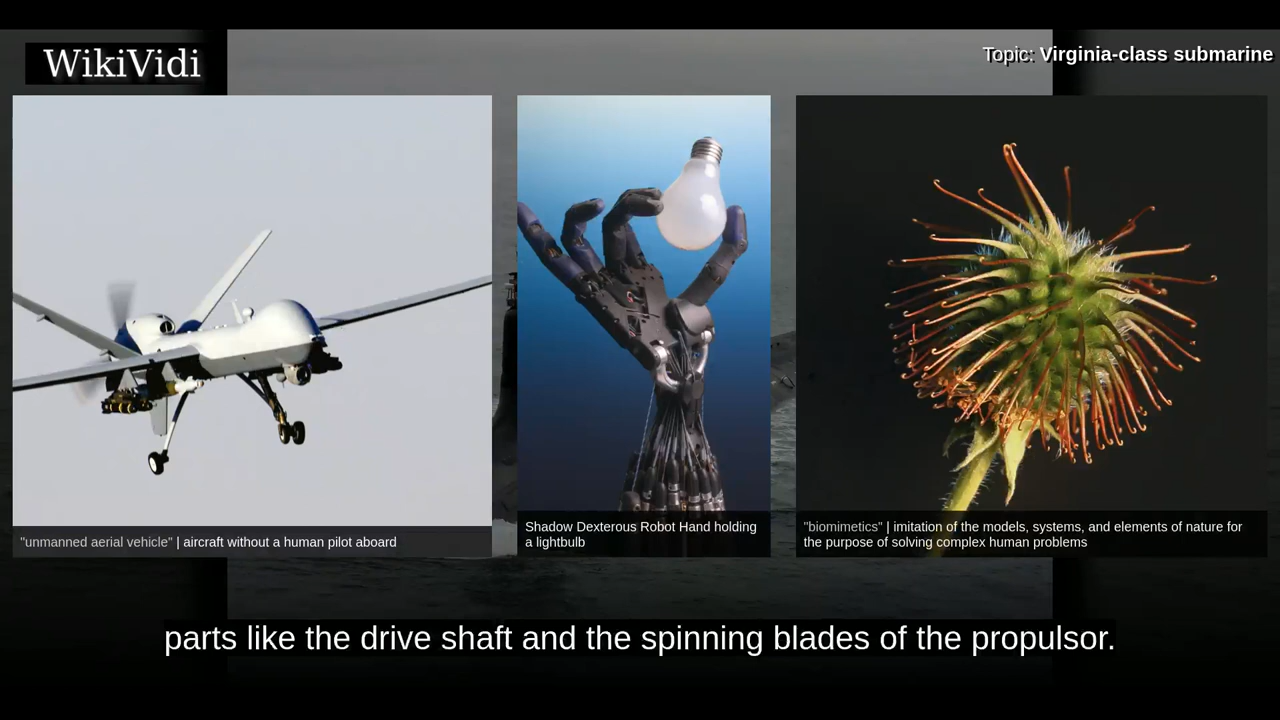 WikiVidi
Topic: Virginia-class submarine
"unmanned aerial vehicle" | aircraft without a human pilot aboard
Shadow Dexterous Robot Hand holding
a lightbulb
"biomimetics" | imitation of the models, systems, and elements of nature for
the purpose of solving complex human problems
parts like the drive shaft and the spinning blades of the propulsor.